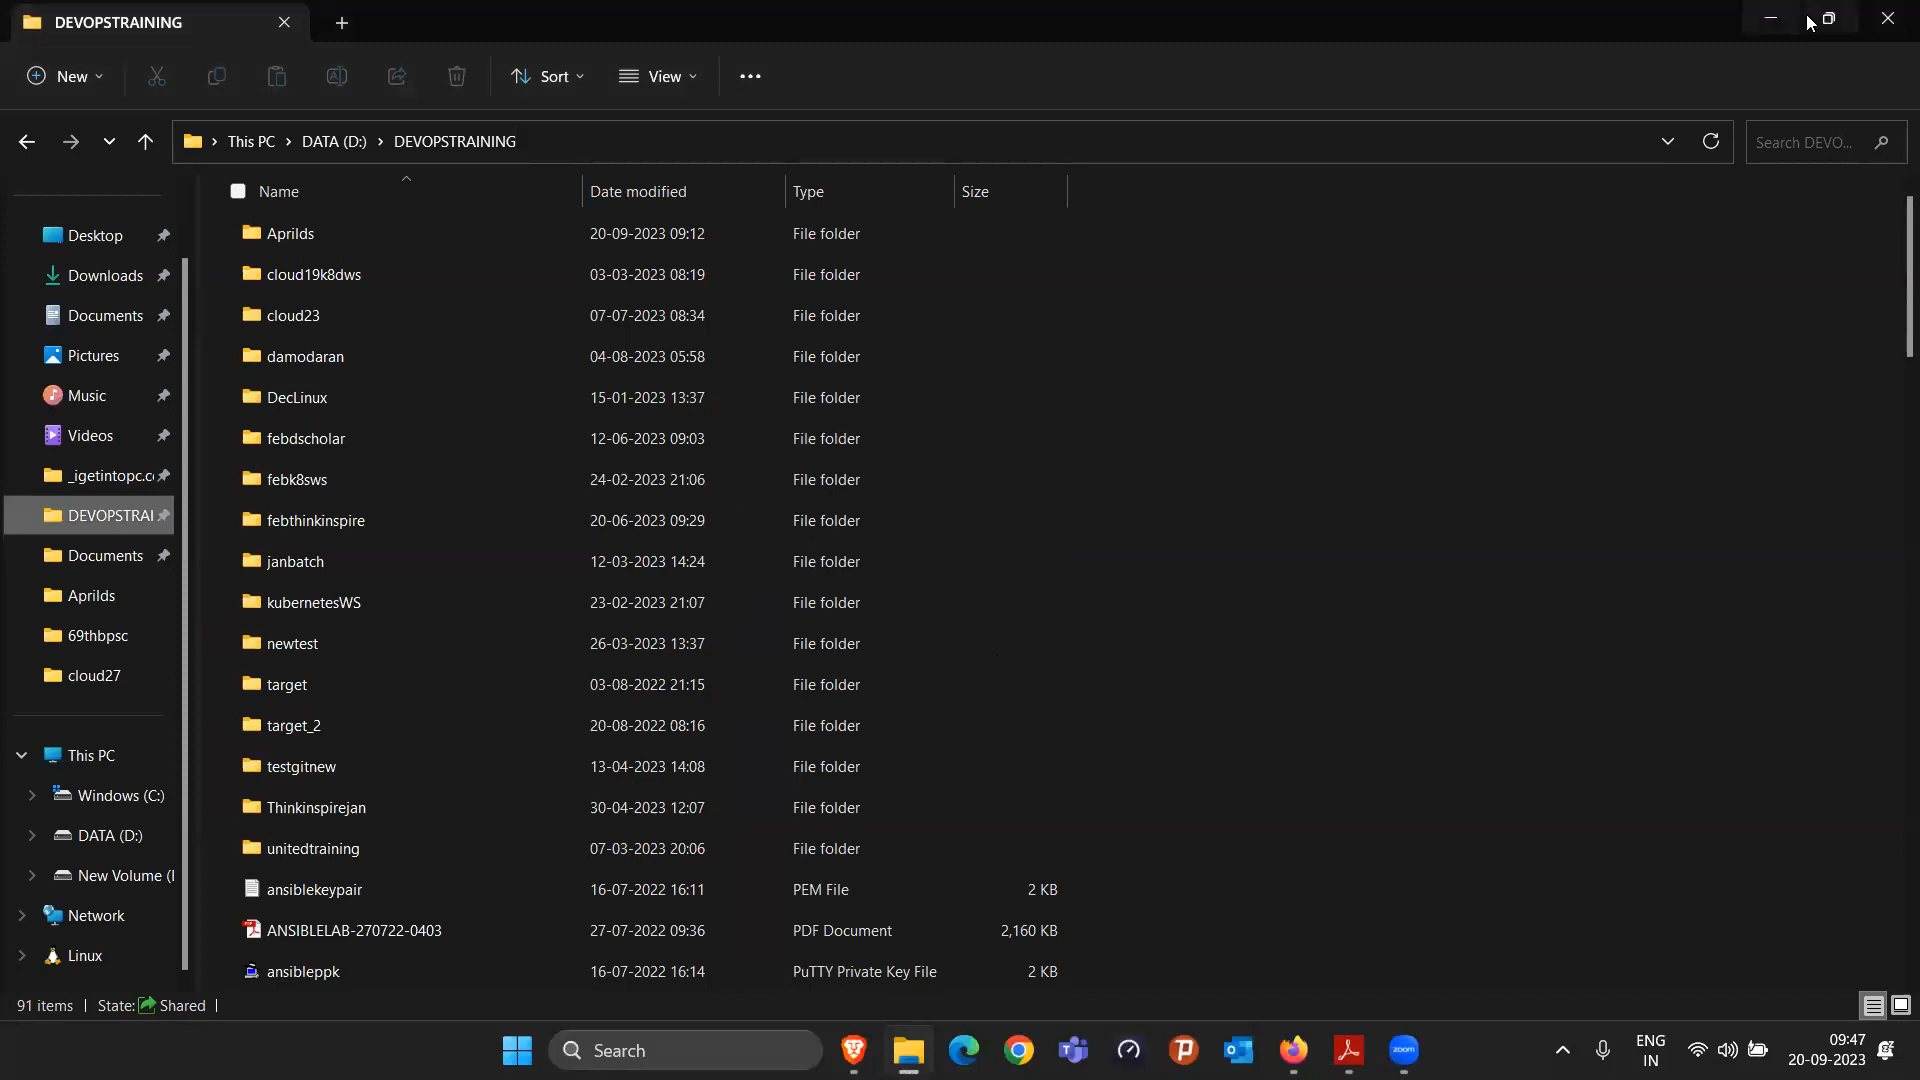 DEVOPSTRAINING
New
Sort
View
This PC > DATA (D:) > DEVOPSTRAINING
Search DEVO...
Name Date modified Type Size
Desktop
Downloads
Documents
Pictures
Music
Videos
_igetintopc.c
DEVOPSTRAI
Documents
Aprilds
69thbpsc
cloud27
This PC
Windows (C:)
DATA (D:)
New Volume (
Network
Linux
Aprilds 20-09-2023 09:12 File folder
cloud19k8dws 03-03-2023 08:19 File folder
cloud23 07-07-2023 08:34 File folder
damodaran 04-08-2023 05:58 File folder
DecLinux 15-01-2023 13:37 File folder
febdscholar 12-06-2023 09:03 File folder
febk8sws 24-02-2023 21:06 File folder
febthinkinspire 20-06-2023 09:29 File folder
janbatch 12-03-2023 14:24 File folder
kubernetesWS 23-02-2023 21:07 File folder
newtest 26-03-2023 13:37 File folder
target 03-08-2022 21:15 File folder
target_2 20-08-2022 08:16 File folder
testgitnew 13-04-2023 14:08 File folder
Thinkinspirejan 30-04-2023 12:07 File folder
unitedtraining 07-03-2023 20:06 File folder
ansiblekeypair 16-07-2022 16:11 PEM File 2 KB
ANSIBLELAB-270722-0403 27-07-2022 09:36 PDF Document 2,160 KB
ansibleppk 16-07-2022 16:14 PuTTY Private Key File 2 KB
91 items | State: Shared |
Search
zoom
ENG
IN
09:47
20-09-2023